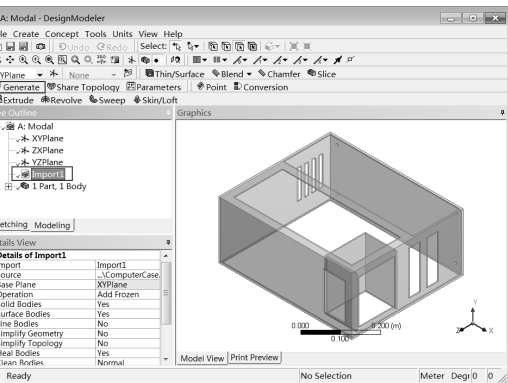 A: Modal - DesignModeler
le Create Concept Tools Units View Help
Undo Redo Select:
YPlane None Thin/Surface Blend Chamfer Slice
Generate Share Topology Parameters Point Conversion
Extrude Revolve Sweep Skin/Loft
ee Outline
Graphics
A: Modal
XYPlane
ZXPlane
YZPlane
Import1
1 Part, 1 Body
etching Modeling
etails View
Details of Import1
mport Import1
ource ...\ComputerCase.
ase Plane XYPlane
peration Add Frozen
olid Bodies Yes
urface Bodies Yes
ine Bodies No
implify Geometry No
implify Topology No
eal Bodies Yes
lean Bodies Normal
0.000 0.200 (m)
0.100
Y
Z X
Model View Print Preview
Ready No Selection Meter Degr 0 0